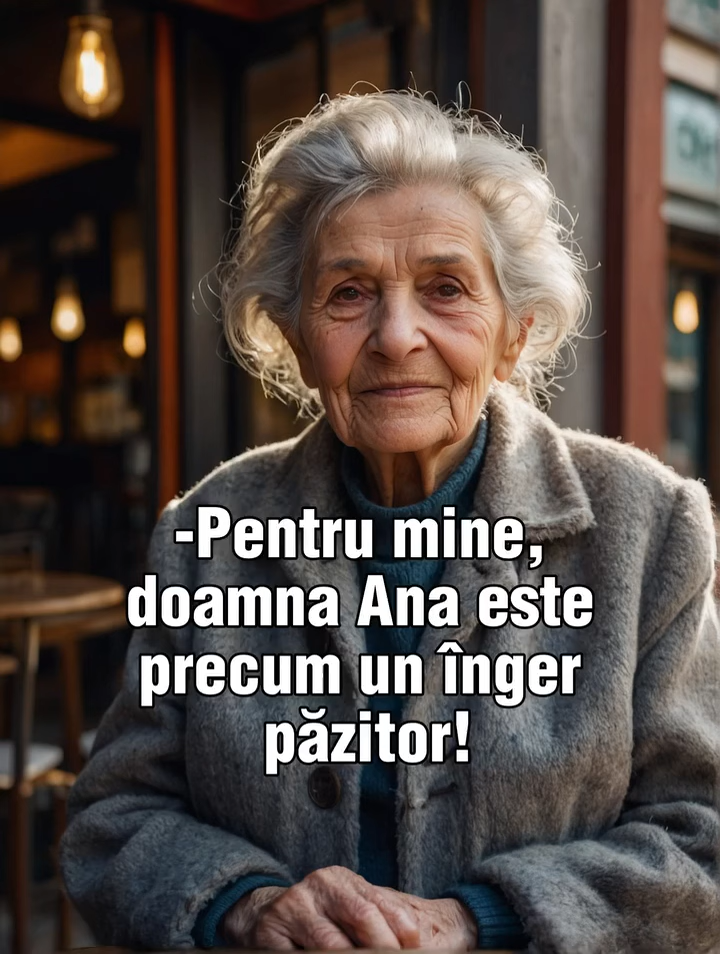 -Pentru mine,
doamna Ana este
precum un înger
păzitor!